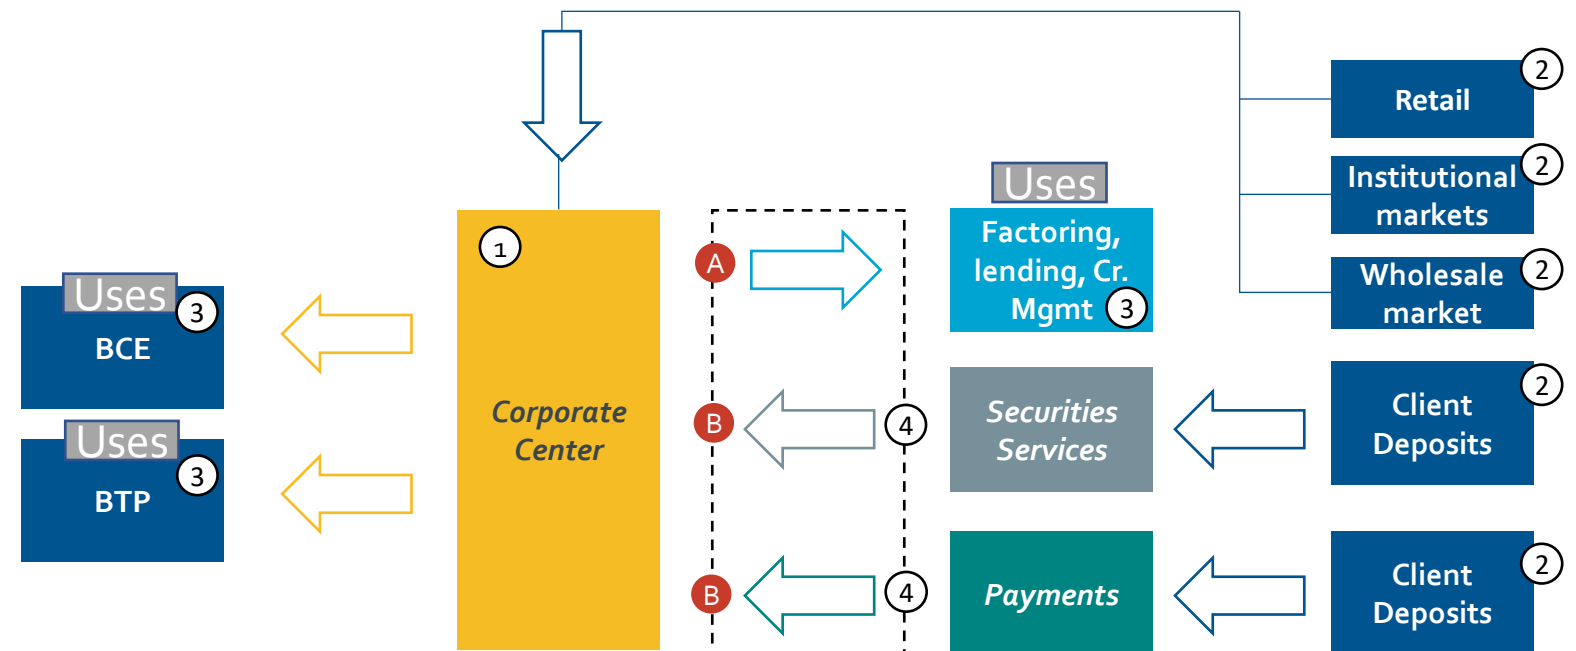 2
Retail
2
Institutional
markets
Uses
1
A
Factoring,
lending, Cr.
Mgmt 3
2
Wholesale
market
Uses
3
BCE
Corporate
Center
B
4
Securities
Services
2
Client
Deposits
Uses
3
BTP
B
4
Payments
2
Client
Deposits